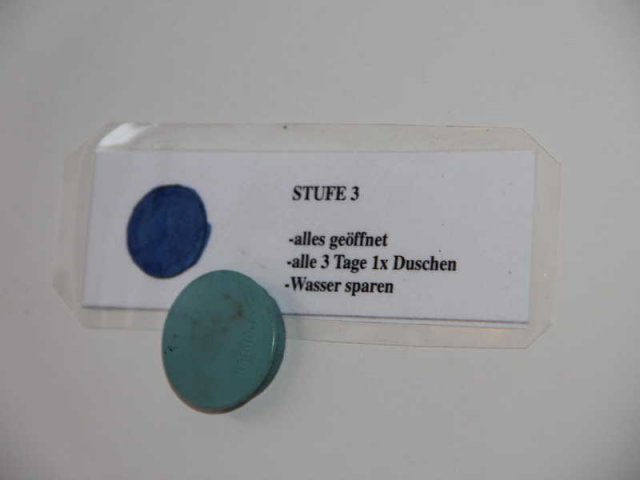 STUFE 3
-alles geöffnet
-alle 3 Tage 1x Duschen
-Wasser sparen